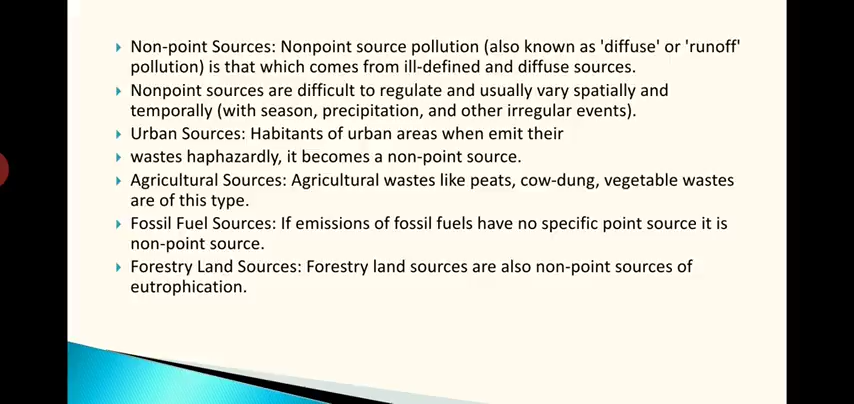 Non-point Sources: Nonpoint source pollution (also known as 'diffuse' or 'runoff'
pollution) is that which comes from ill-defined and diffuse sources.
Nonpoint sources are difficult to regulate and usually vary spatially and
temporally (with season, precipitation, and other irregular events).
Urban Sources: Habitants of urban areas when emit their
wastes haphazardly, it becomes a non-point source.
Agricultural Sources: Agricultural wastes like peats, cow-dung, vegetable wastes
are of this type.
Fossil Fuel Sources: If emissions of fossil fuels have no specific point source it is
non-point source.
Forestry Land Sources: Forestry land sources are also non-point sources of
eutrophication.